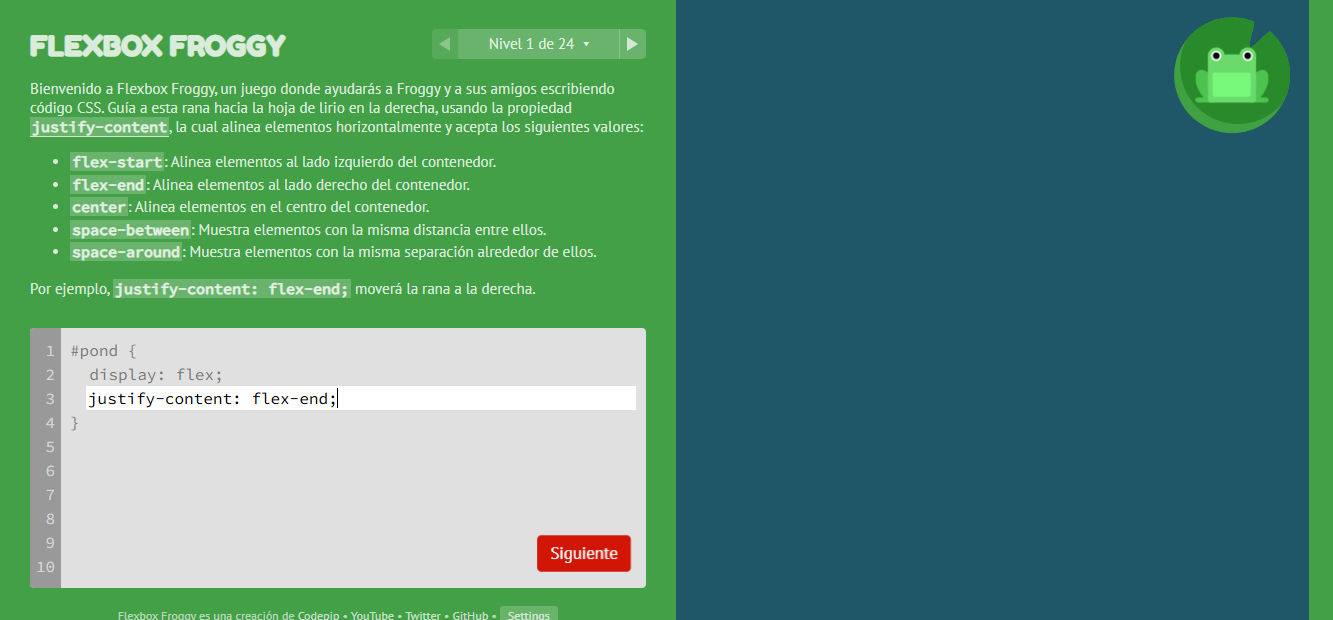 FLEXBOX FROGGY
Nivel 1 de 24
Bienvenido a Flexbox Froggy, un juego donde ayudarás a Froggy y a sus amigos escribiendo
código CSS. Guía a esta rana hacia la hoja de lirio en la derecha, usando la propiedad
justify-content, la cual alinea elementos horizontalmente y acepta los siguientes valores:
• flex-start: Alinea elementos al lado izquierdo del contenedor.
• flex-end: Alinea elementos al lado derecho del contenedor.
• center: Alinea elementos en el centro del contenedor.
• space-between: Muestra elementos con la misma distancia entre ellos.
• space-around: Muestra elementos con la misma separación alrededor de ellos.
Por ejemplo, justify-content: flex-end; moverá la rana a la derecha.
1 #pond {
2 display: flex;
3 justify-content: flex-end;
4 }
5
6
7
8
9
10
Siguiente
Flexbox Froggy es una creación de Codepip • YouTube • Twitter • GitHub • Settings